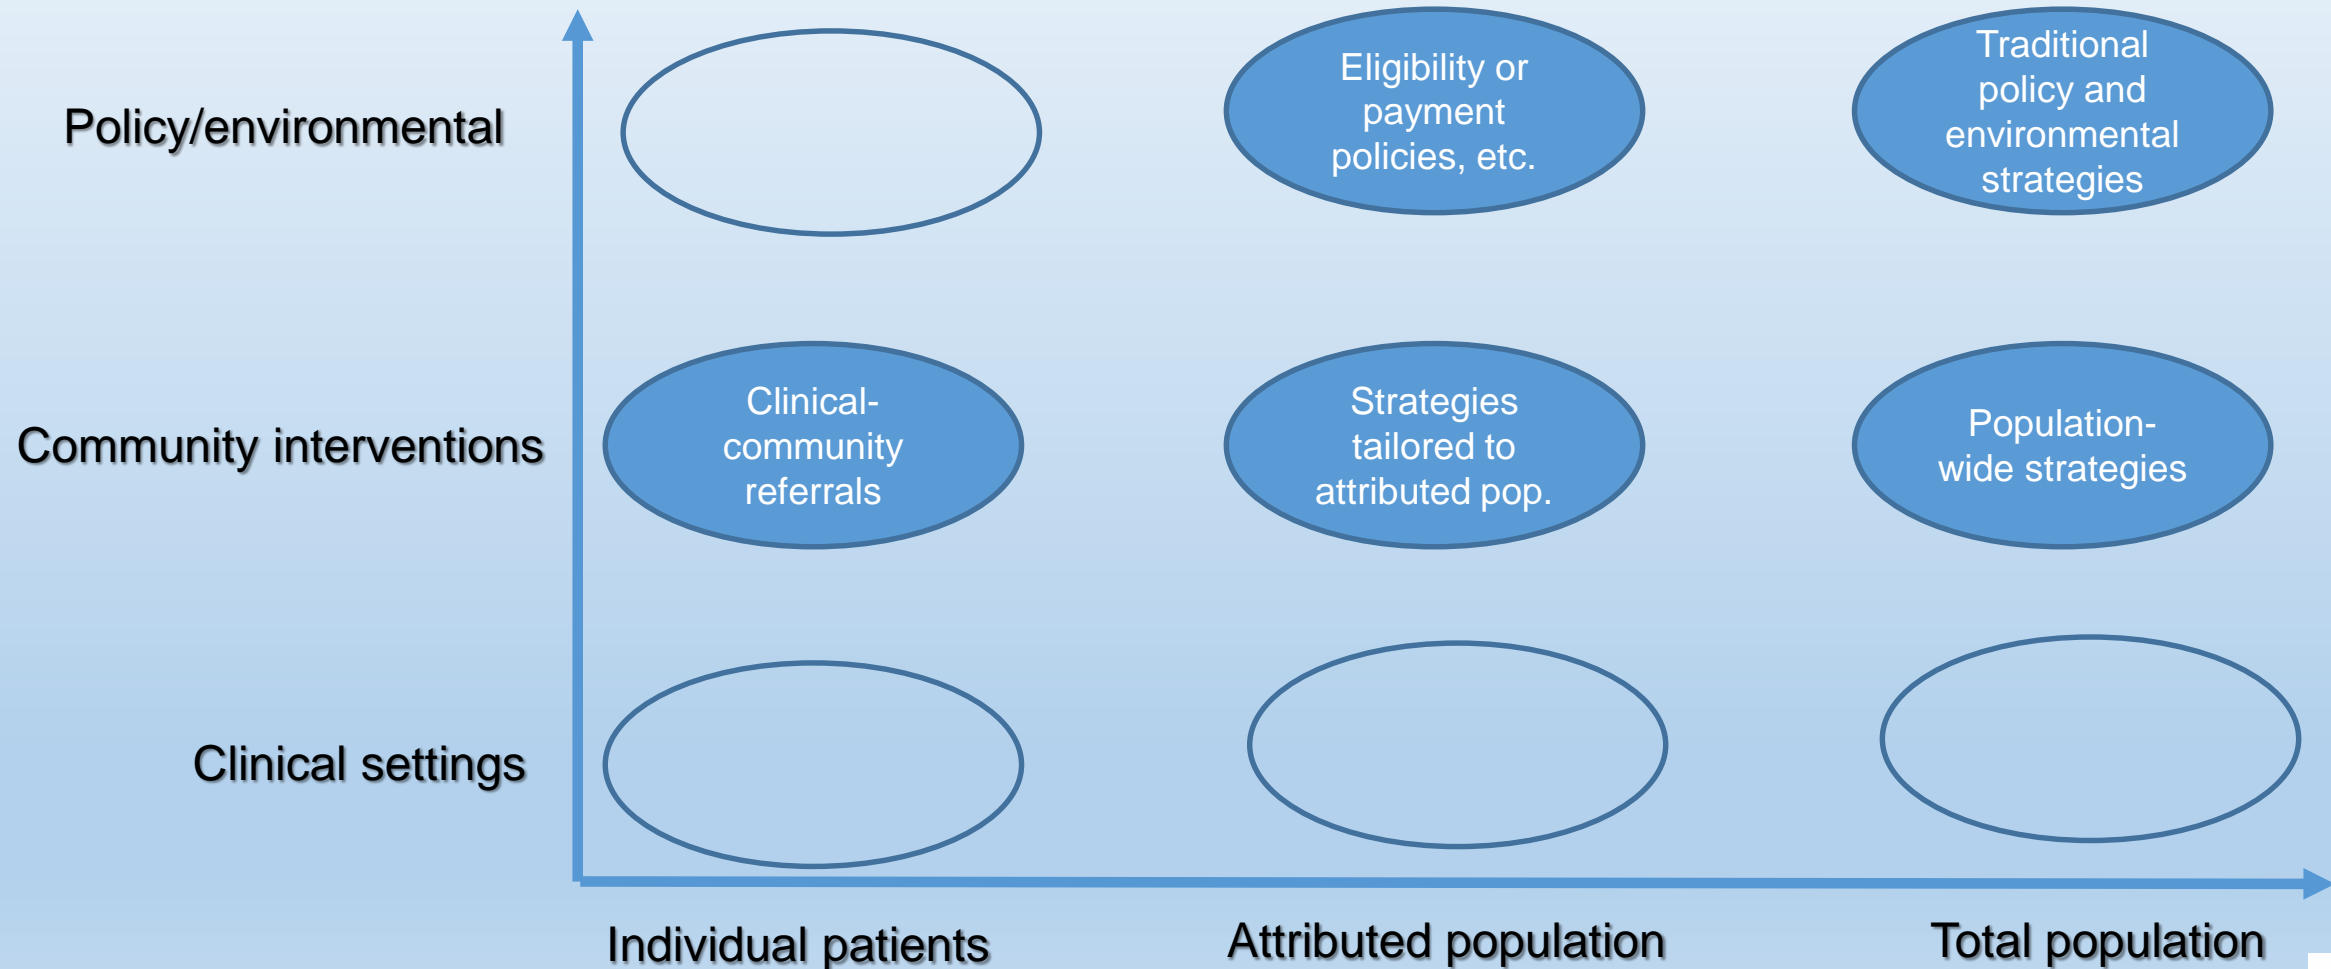 Policy/environmental
Eligibility or
payment
policies, etc.
Traditional
policy and
environmental
strategies
Community interventions
Clinical-
community
referrals
Strategies
tailored to
attributed pop.
Population-
wide strategies
Clinical settings
Individual patients
Attributed population
Total population